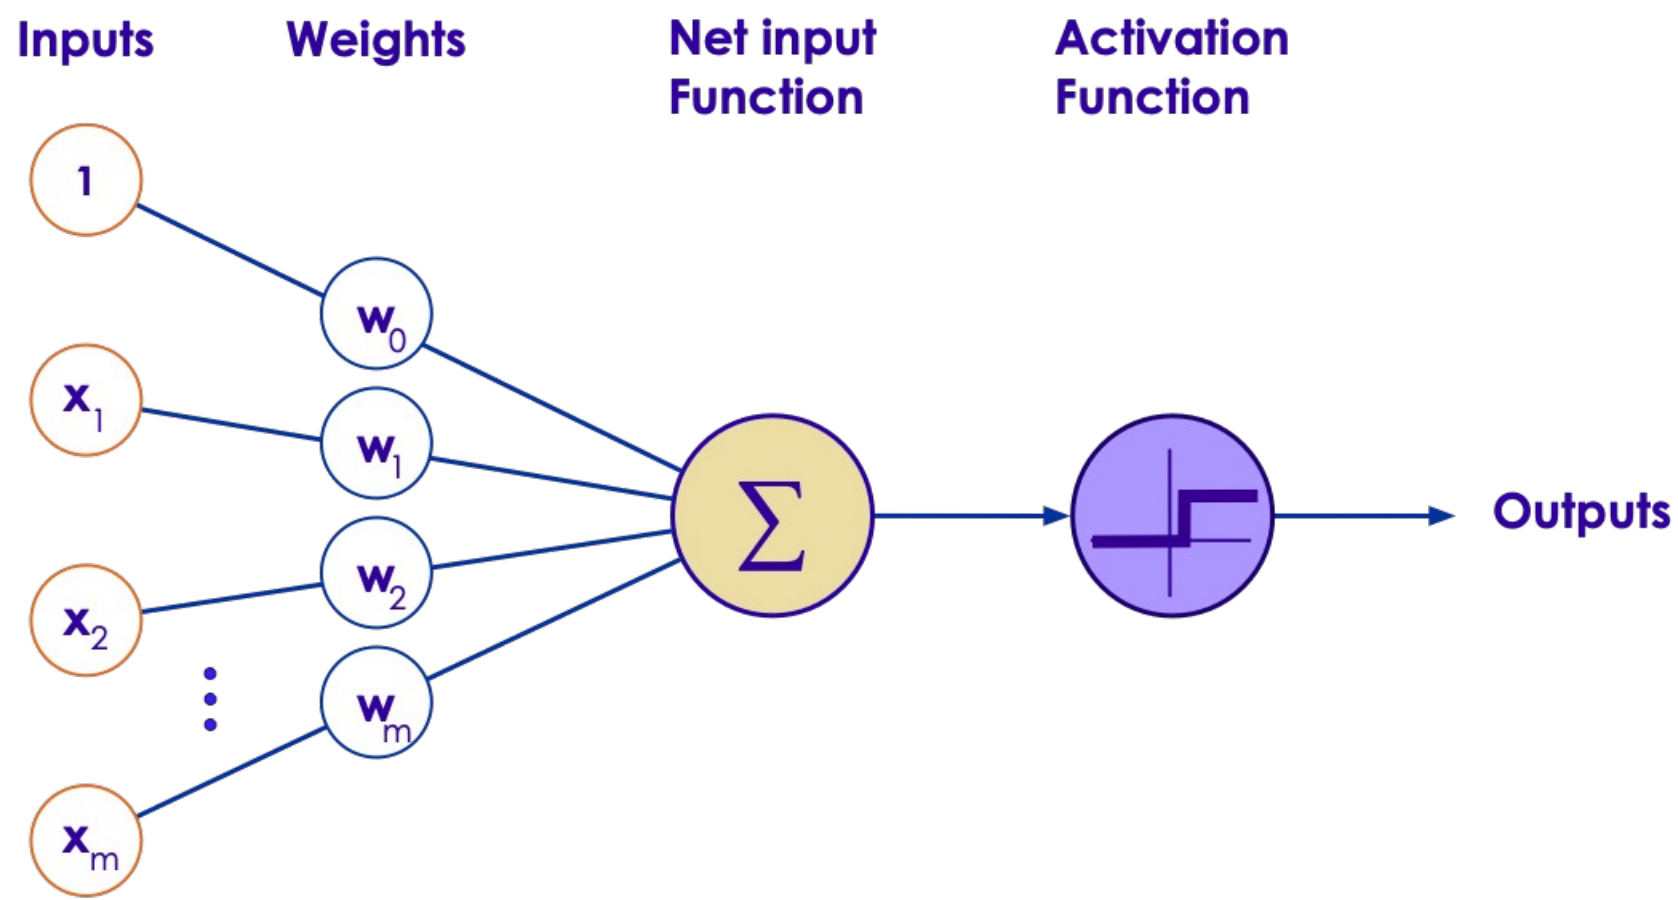 Inputs
Weights
Net input
Function
Activation
Function
1
w0
x1
w1
∑
Outputs
x2
w2
wm
xm